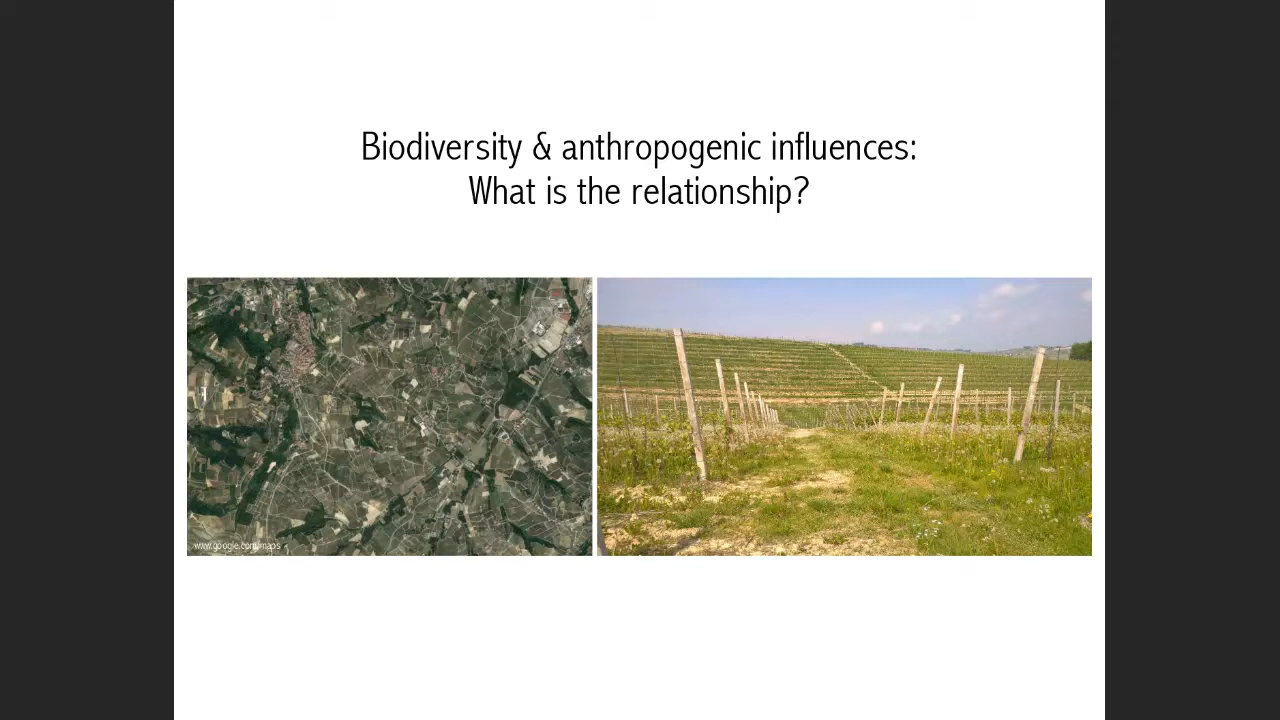 Biodiversity & anthropogenic influences:
What is the relationship?
www.google.com/maps